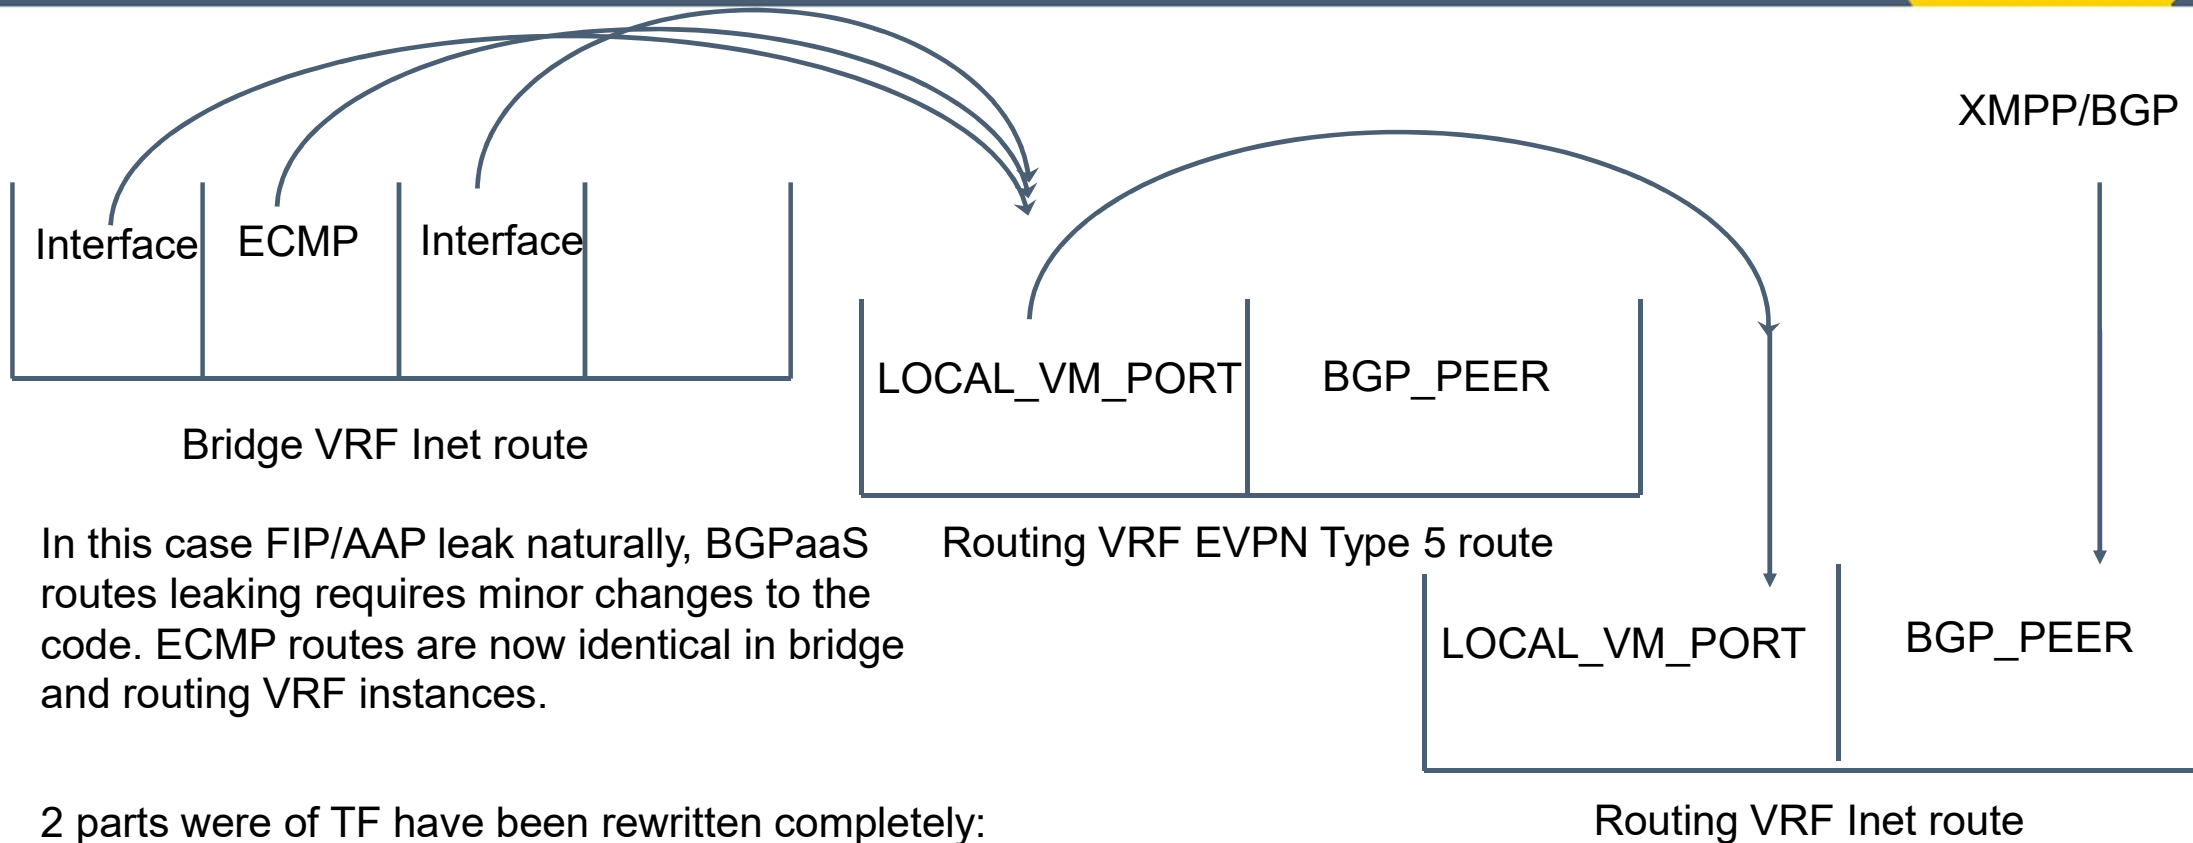 XMPP/BGP
Interface
ECMP
Interface
LOCAL_VM_PORT
BGP_PEER
Bridge VRF Inet route
Routing VRF EVPN Type 5 route
In this case FIP/AAP leak naturally, BGPaaS
routes leaking requires minor changes to the
code. ECMP routes are now identical in bridge
and routing VRF instances.
LOCAL_VM_PORT
BGP_PEER
Routing VRF Inet route
2 parts were of TF have been rewritten completely: